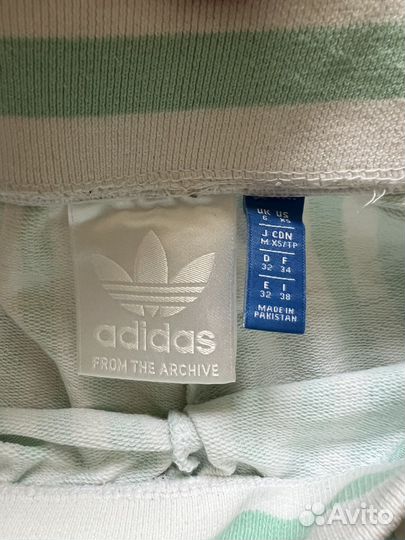 adidas
FROM THE ARCHIVE
UK US
6 XS
J CDN
M XS/TP
D F
32 34
E I
32 38
MADE IN
PAKISTAN
Avito